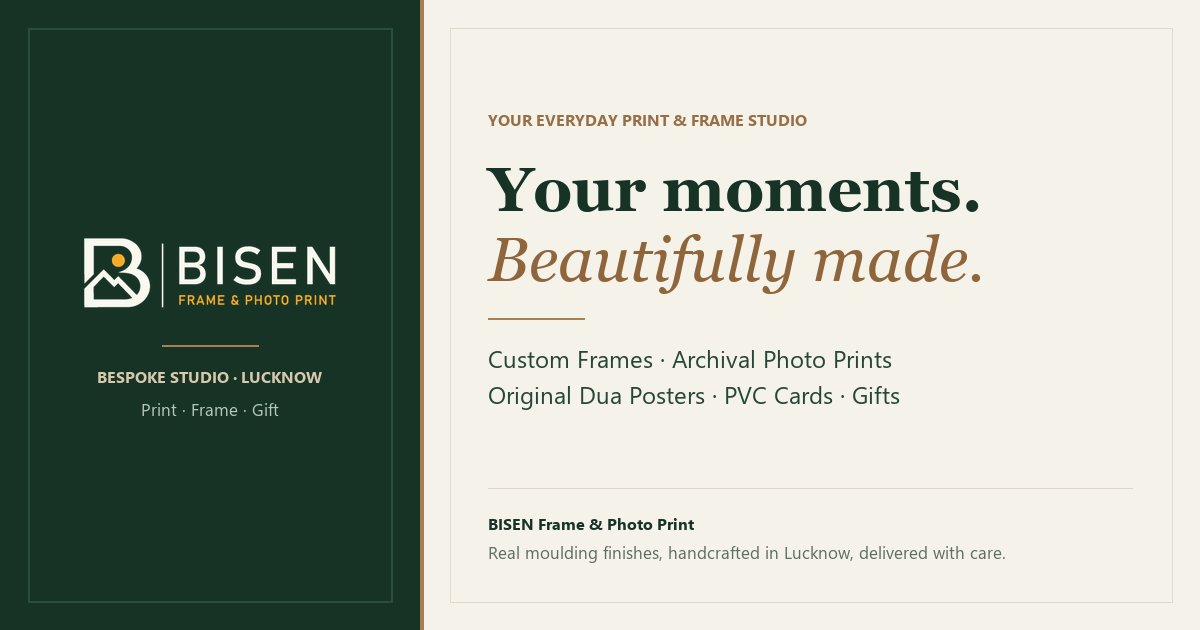 BISEN
FRAME & PHOTO PRINT
BESPOKE STUDIO · LUCKNOW
Print · Frame · Gift
YOUR EVERYDAY PRINT & FRAME STUDIO
Your moments.
Beautifully made.
Custom Frames · Archival Photo Prints
Original Dua Posters · PVC Cards · Gifts
BISEN Frame & Photo Print
Real moulding finishes, handcrafted in Lucknow, delivered with care.